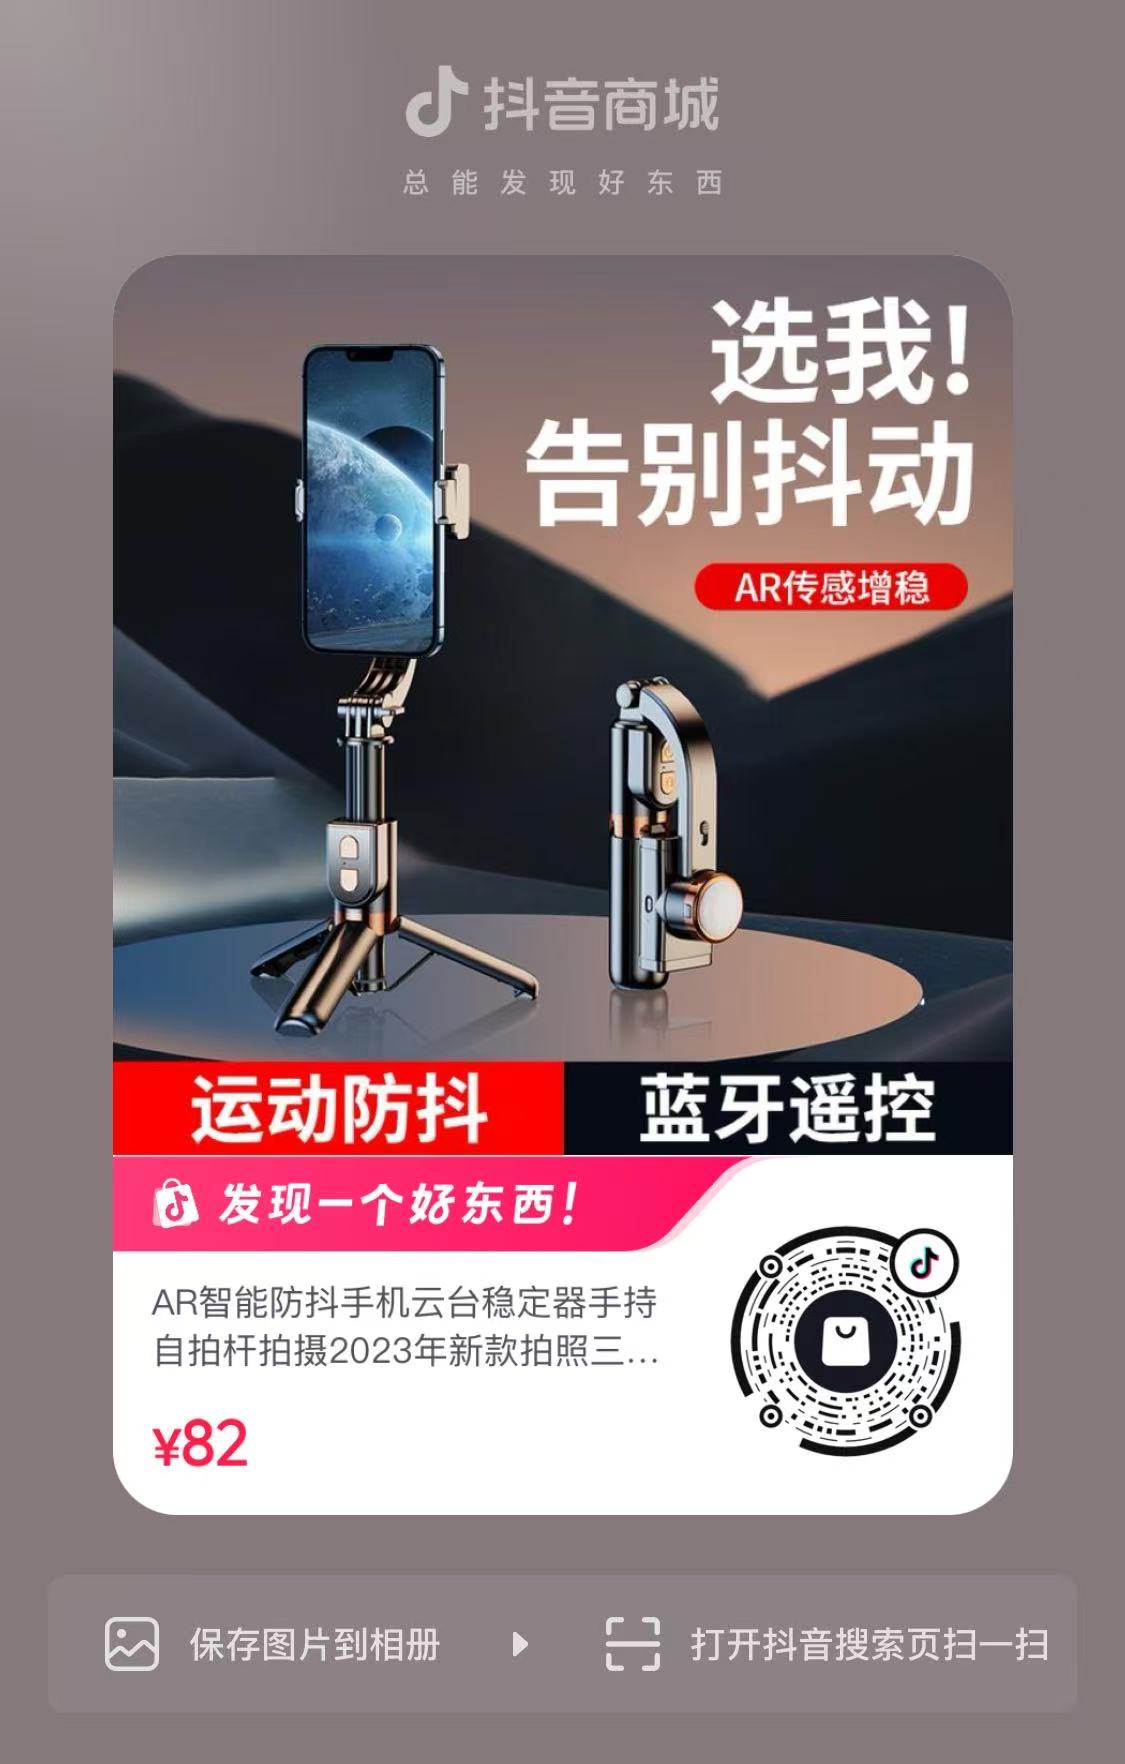 抖音商城
总能发现好东西
选我!
告别抖动
AR传感增稳
运动防抖
蓝牙遥控
发现一个好东西!
AR智能防抖手机云台稳定器手持
自拍杆拍摄2023年新款拍照三...
¥82
保存图片到相册
打开抖音搜索页扫一扫